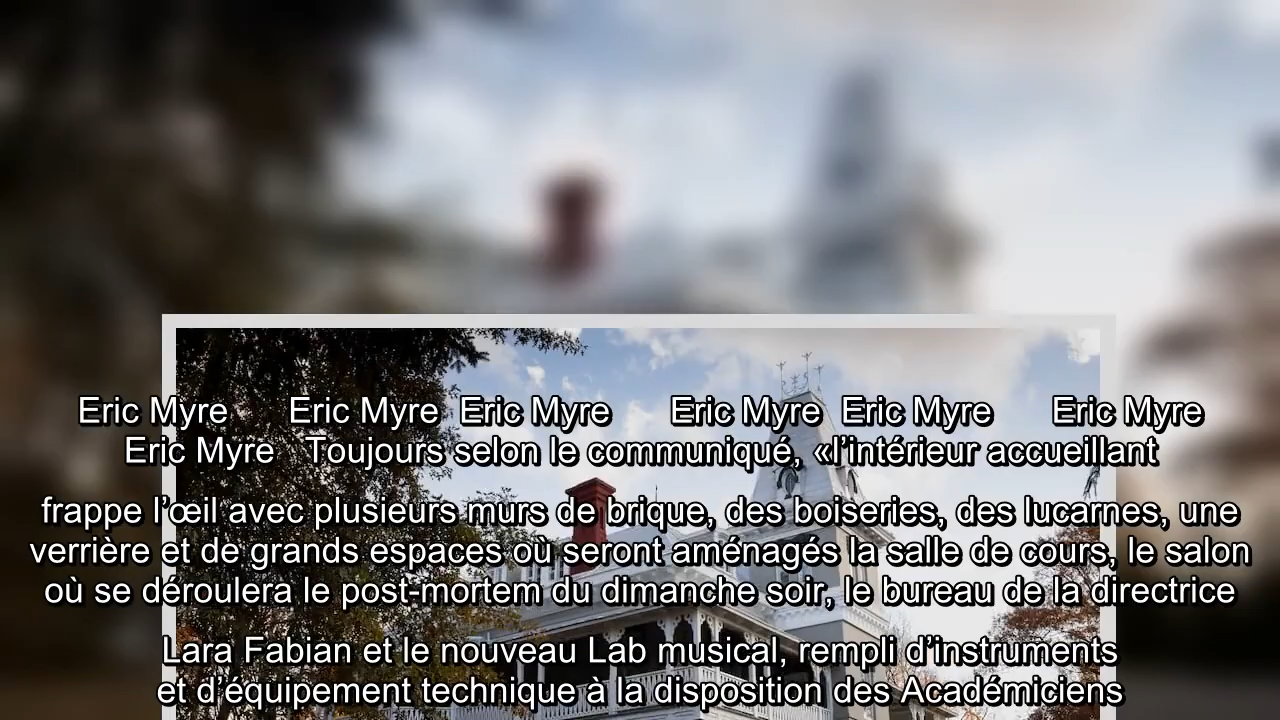 Eric Myre Eric Myre Eric Myre Eric Myre Eric Myre Eric Myre
Eric Myre Toujours selon le communiqué, «l’intérieur accueillant
frappe l’œil avec plusieurs murs de brique, des boiseries, des lucarnes, une
verrière et de grands espaces où seront aménagés la salle de cours, le salon
où se déroulera le post-mortem du dimanche soir, le bureau de la directrice
Lara Fabian et le nouveau Lab musical, rempli d’instruments
et d’équipement technique à la disposition des Académiciens